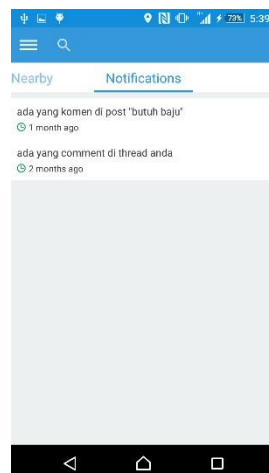 79% 5:39
Nearby Notifications
ada yang komen di post "butuh baju"
1 month ago
ada yang comment di thread anda
2 months ago